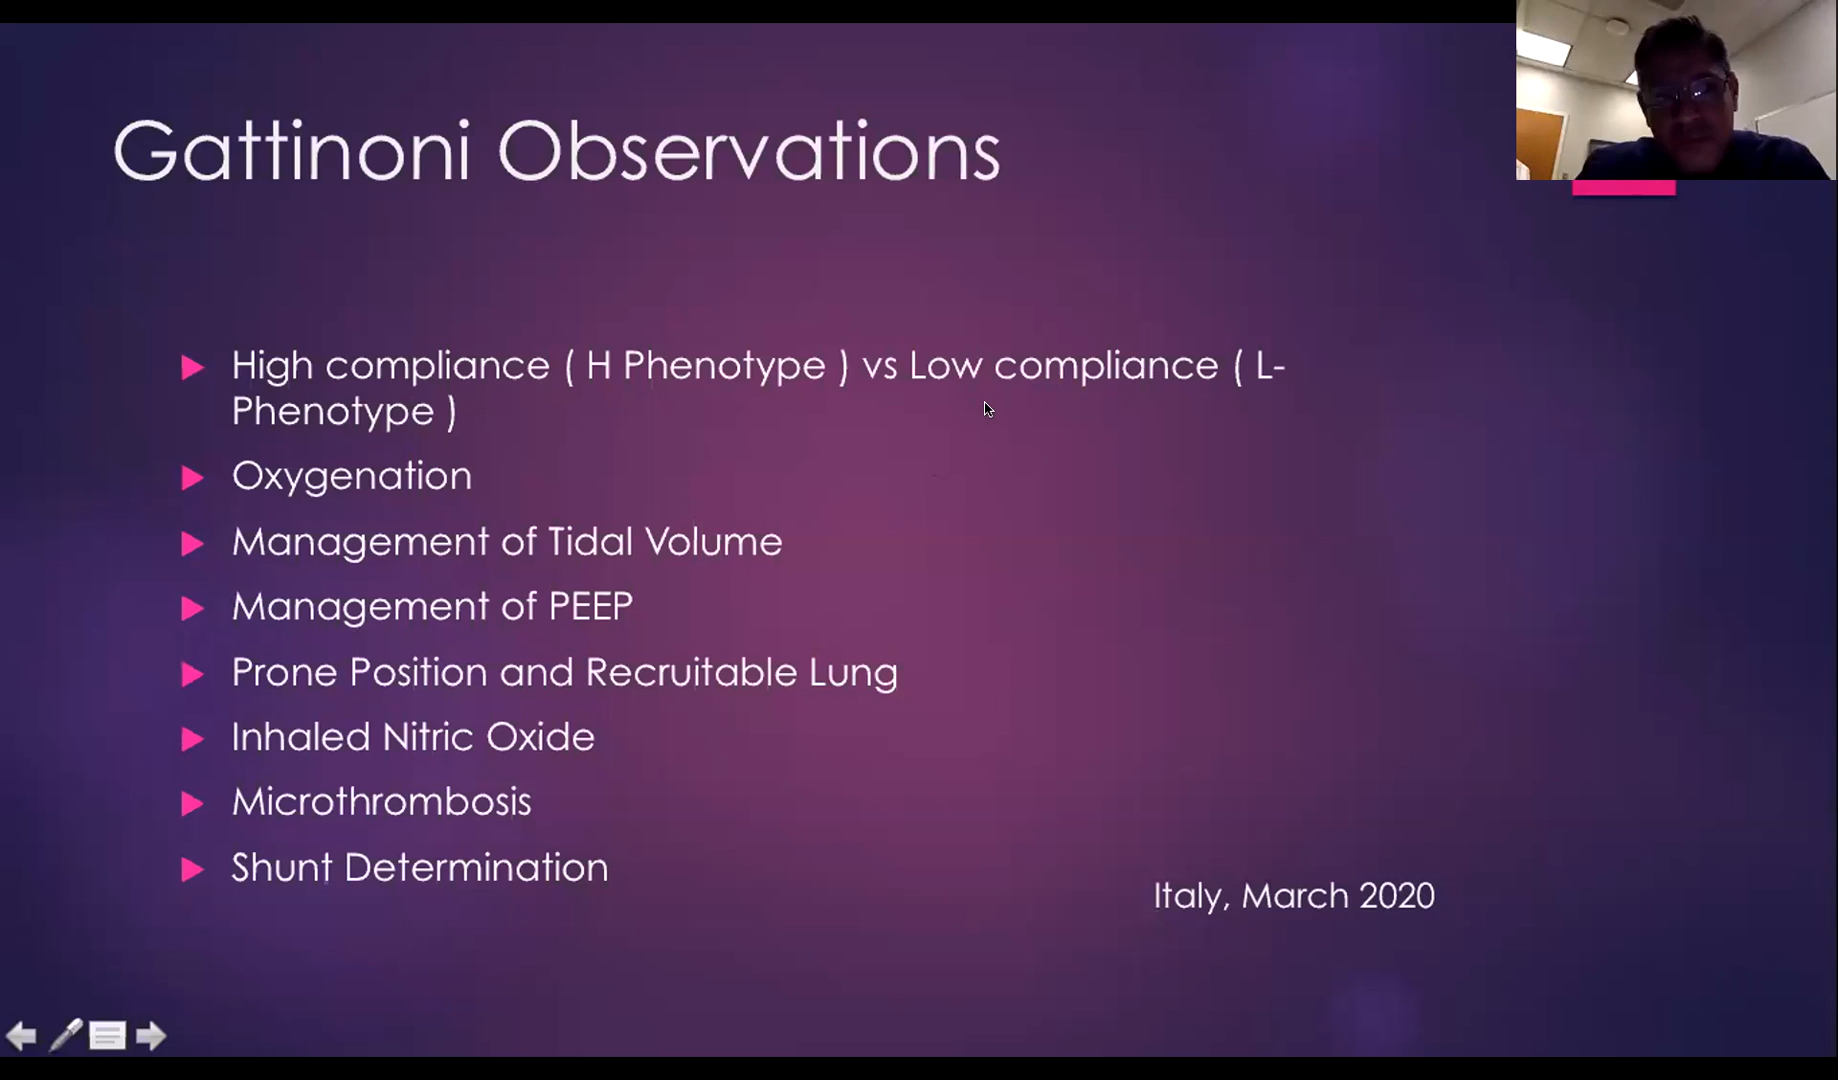 Gattinoni Observations
High compliance ( H Phenotype ) vs Low compliance ( L-
Phenotype )
Oxygenation
Management of Tidal Volume
Management of PEEP
Prone Position and Recruitable Lung
Inhaled Nitric Oxide
Microthrombosis
Shunt Determination
Italy, March 2020